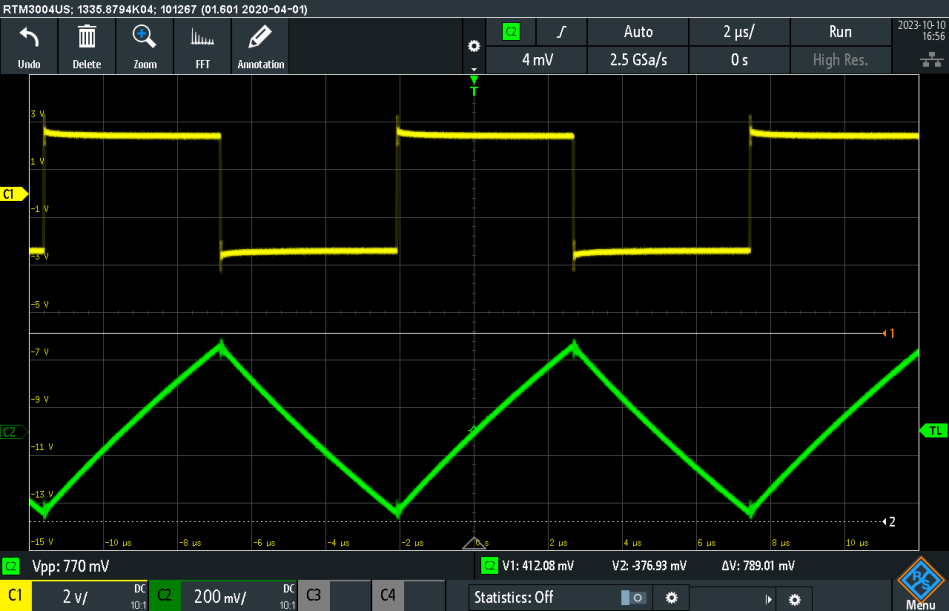 RTM3004US; 1335.8794K04; 101267 (01.601 2020-04-01)
Undo Delete Zoom FFT Annotation
C2 Auto 2 µs/ Run
4 mV 2.5 GSa/s 0 s High Res.
2023-10-10
16:56
T
3 V
1 V
C1
-1 V
-3 V
-5 V
1
-7 V
-9 V
C2 TL
-11 V
-13 V
2
-15 V -10 µs -8 µs -6 µs -4 µs -2 µs 0 s 2 µs 4 µs 6 µs 8 µs 10 µs
C2 Vpp: 770 mV C2 V1: 412.08 mV V2: -376.93 mV ΔV: 789.01 mV
C1 2 V/ DC 10:1 C2 200 mV/ DC 10:1 C3 C4 Statistics: Off
R&S
Menu